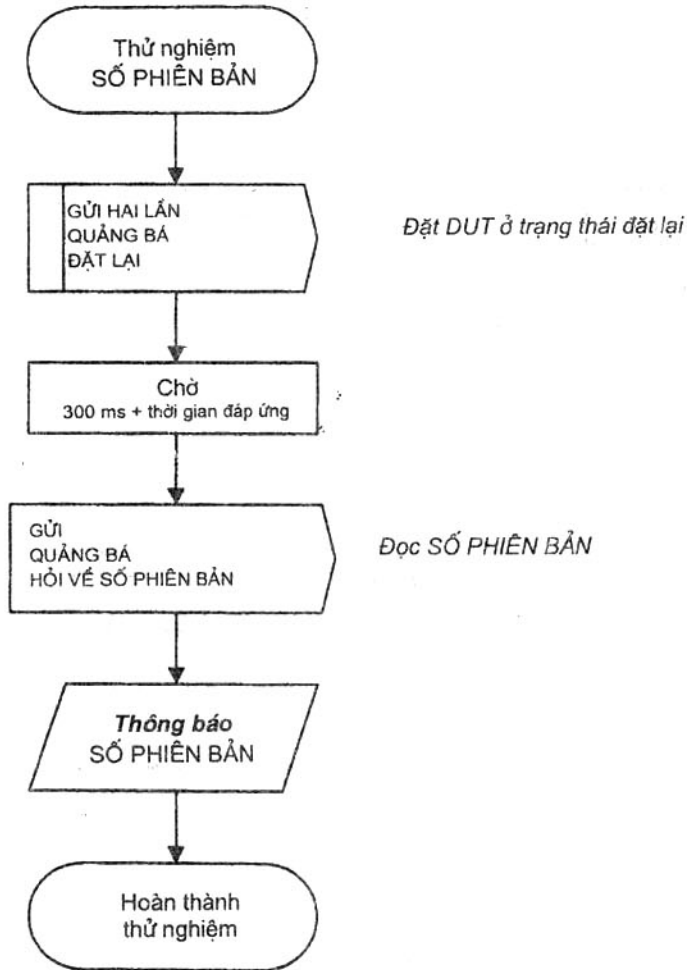 Thử nghiệm
SỐ PHIÊN BẢN
GỬI HAI LẦN
QUẢNG BÁ
ĐẶT LẠI
Đặt DUT ở trạng thái đặt lại
Chờ
300 ms + thời gian đáp ứng
GỬI
QUẢNG BÁ
HỎI VỀ SỐ PHIÊN BẢN
Đọc SỐ PHIÊN BẢN
Thông báo
SỐ PHIÊN BẢN
Hoàn thành
thử nghiệm